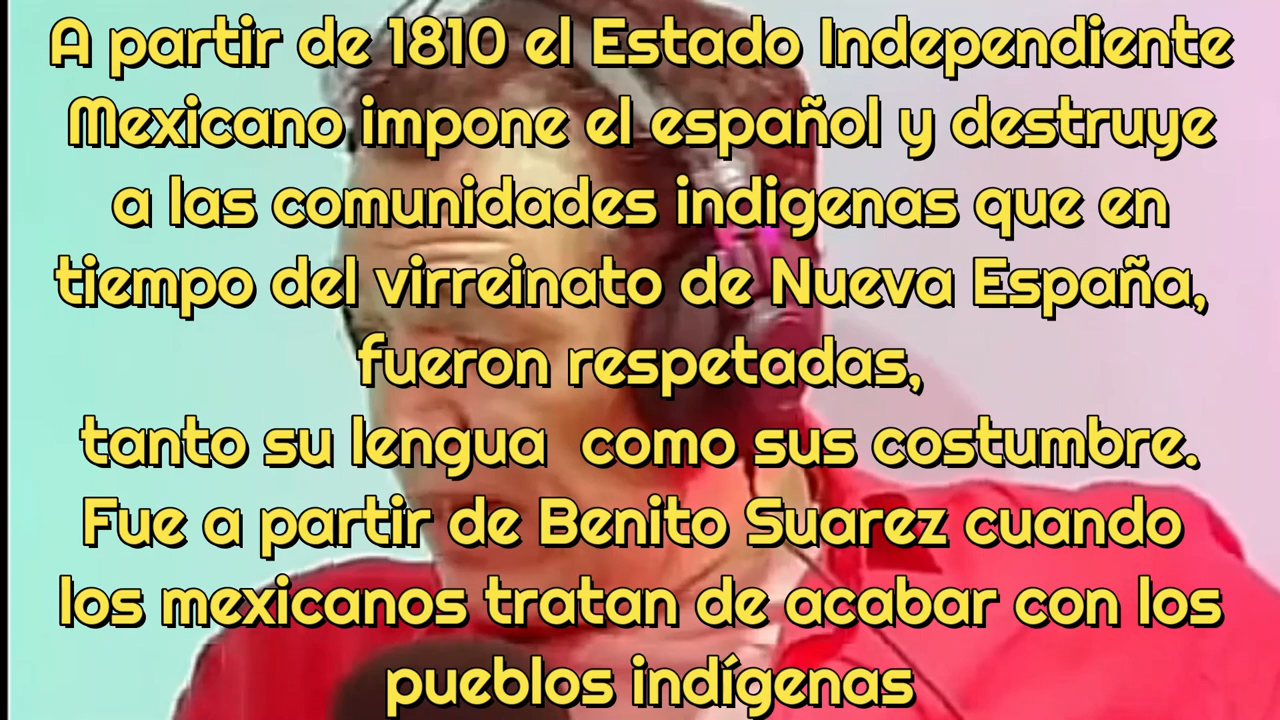 A partir de 1810 el Estado Independiente
Mexicano impone el español y destruye
a las comunidades indigenas que en
tiempo del virreinato de Nueva España,
fueron respetadas,
tanto su lengua como sus costumbre.
Fue a partir de Benito Suarez cuando
los mexicanos tratan de acabar con los
pueblos indígenas